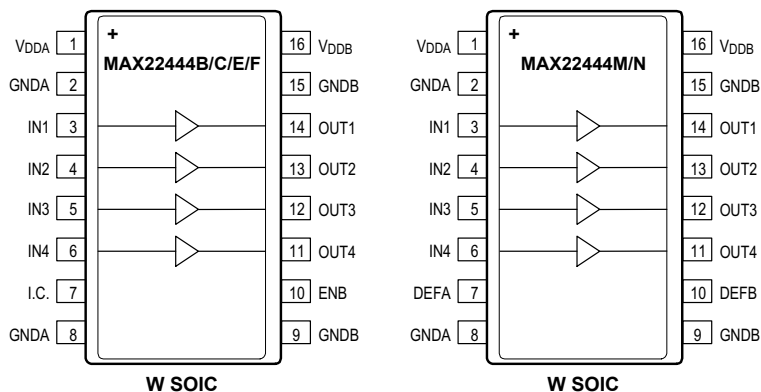 +
MAX22444B/C/E/F
VDDA 1
16 VDDB
GNDA 2
15 GNDB
IN1 3
14 OUT1
IN2 4
13 OUT2
IN3 5
12 OUT3
IN4 6
11 OUT4
I.C. 7
10 ENB
GNDA 8
9 GNDB
W SOIC
+
MAX22444M/N
VDDA 1
16 VDDB
GNDA 2
15 GNDB
IN1 3
14 OUT1
IN2 4
13 OUT2
IN3 5
12 OUT3
IN4 6
11 OUT4
DEFA 7
10 DEFB
GNDA 8
9 GNDB
W SOIC